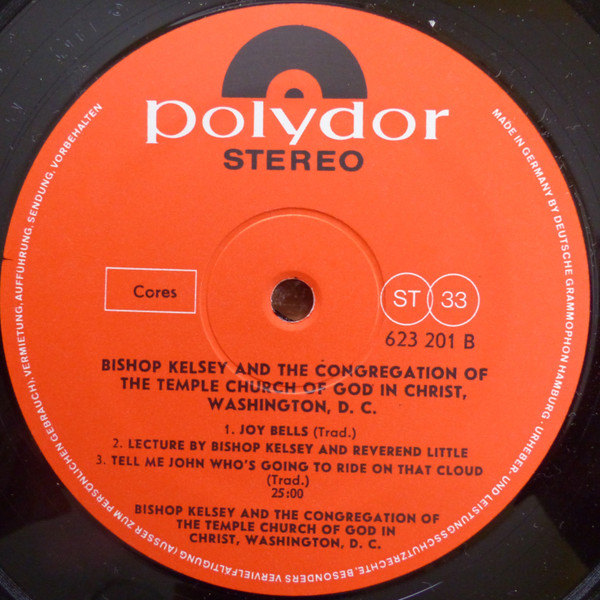 polydor
STEREO
Cores
ST 33
623 201 B
BISHOP KELSEY AND THE CONGREGATION OF
THE TEMPLE CHURCH OF GOD IN CHRIST,
WASHINGTON, D. C.
1. JOY BELLS (Trad.)
2. LECTURE BY BISHOP KELSEY AND REVEREND LITTLE
3. TELL ME JOHN WHO'S GOING TO RIDE ON THAT CLOUD
(Trad.)
25:00
BISHOP KELSEY AND THE CONGREGATION OF
THE TEMPLE CHURCH OF GOD IN
CHRIST, WASHINGTON, D. C.
MADE IN GERMANY BY DEUTSCHE GRAMMOPHON HAMBURG · URHEBER- UND LEISTUNGSSCHUTZRECHTE, BESONDERS VERVIELFÄLTIGUNG (AUSSER ZUM PERSÖNLICHEN GEBRAUCH), VERMIETUNG, AUFFÜHRUNG, SENDUNG, VORBEHALTEN